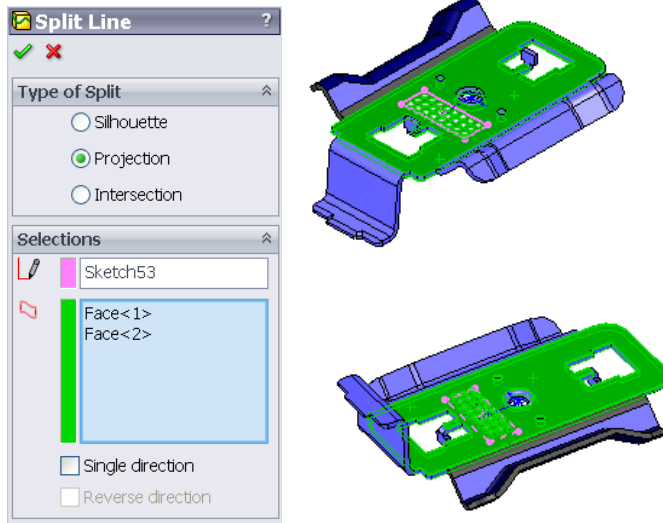 Split Line ?
Type of Split
Silhouette
Projection
Intersection
Selections
Sketch53
Face<1>
Face<2>
Single direction
Reverse direction